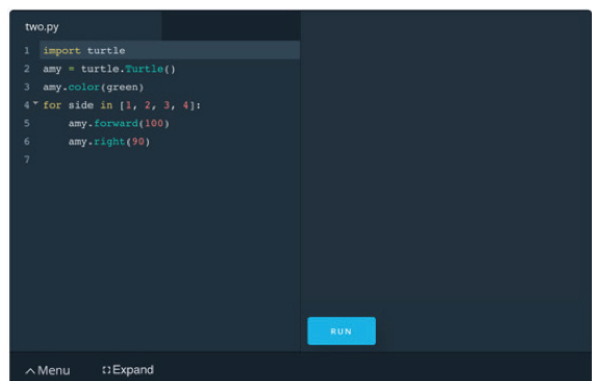 two.py
1 import turtle
2 amy = turtle.Turtle()
3 amy.color(green)
4 for side in [1, 2, 3, 4]:
5 amy.forward(100)
6 amy.right(90)
7
RUN
Menu Expand